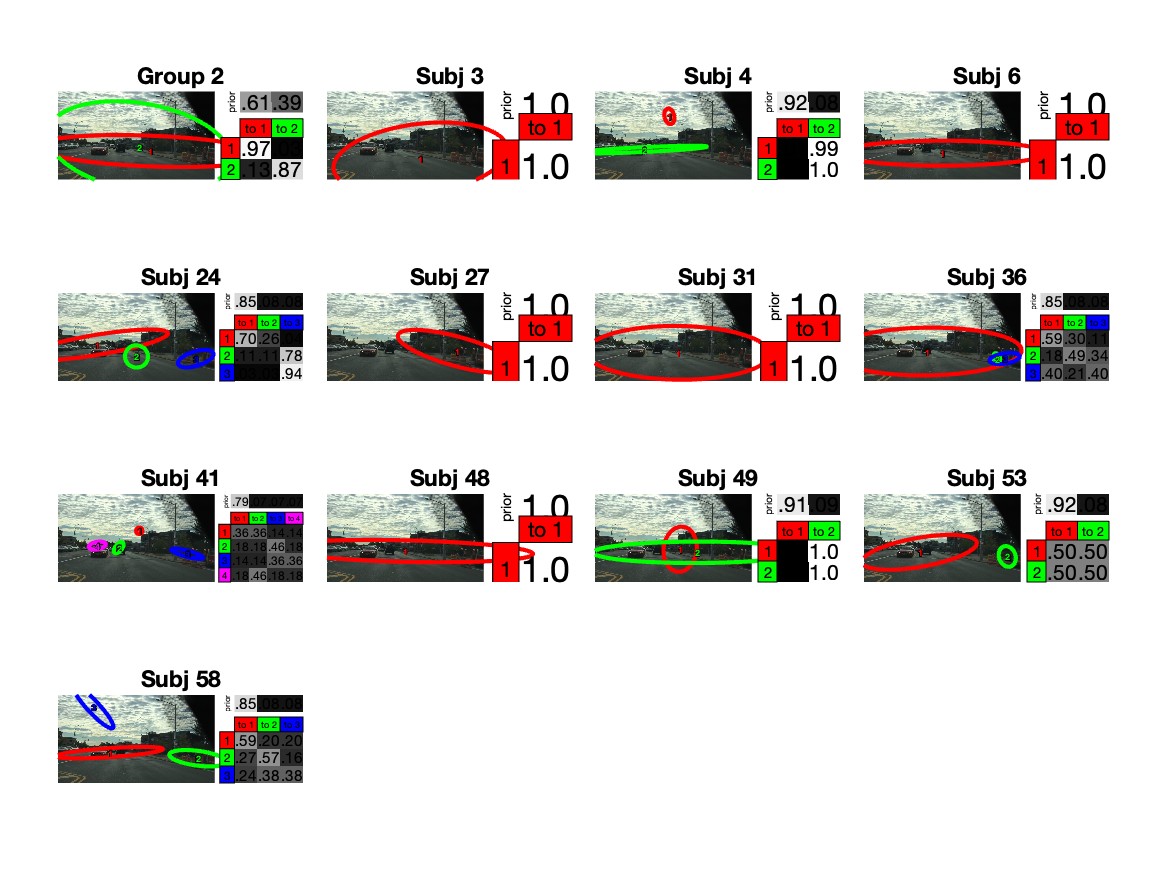 Group 2
prior .61 .39
to 1 to 2
1 .97
2 .13 .87
Subj 3
prior 1.0
to 1
1 1.0
Subj 4
prior .92 .08
to 1 to 2
1 .99
2 1.0
Subj 6
prior 1.0
to 1
1 1.0
Subj 24
prior .85 .08 .08
to 1 to 2
1 .70 .26
2 .11 .11 .78
3 .94
Subj 27
prior 1.0
to 1
1 1.0
Subj 31
prior 1.0
to 1
1 1.0
Subj 36
prior .85 .08 .08
to 1 to 2
1 .59 .30 .11
2 .18 .49 .34
3 .40 .21 .40
Subj 41
prior .79 .07 .07 .07
to 1 to 2 to 4
1 .36 .36 .14 .14
2 .18 .18 .46 .18
3 .14 .14 .36 .36
4 .18 .46 .18 .18
Subj 48
prior 1.0
to 1
1 1.0
Subj 49
prior .91 .09
to 1 to 2
1 1.0
2 1.0
Subj 53
prior .92 .08
to 1 to 2
1 .50 .50
2 .50 .50
Subj 58
prior .85 .08 .08
to 1 to 2
1 .59 .20 .20
2 .27 .57 .16
3 .24 .38 .38